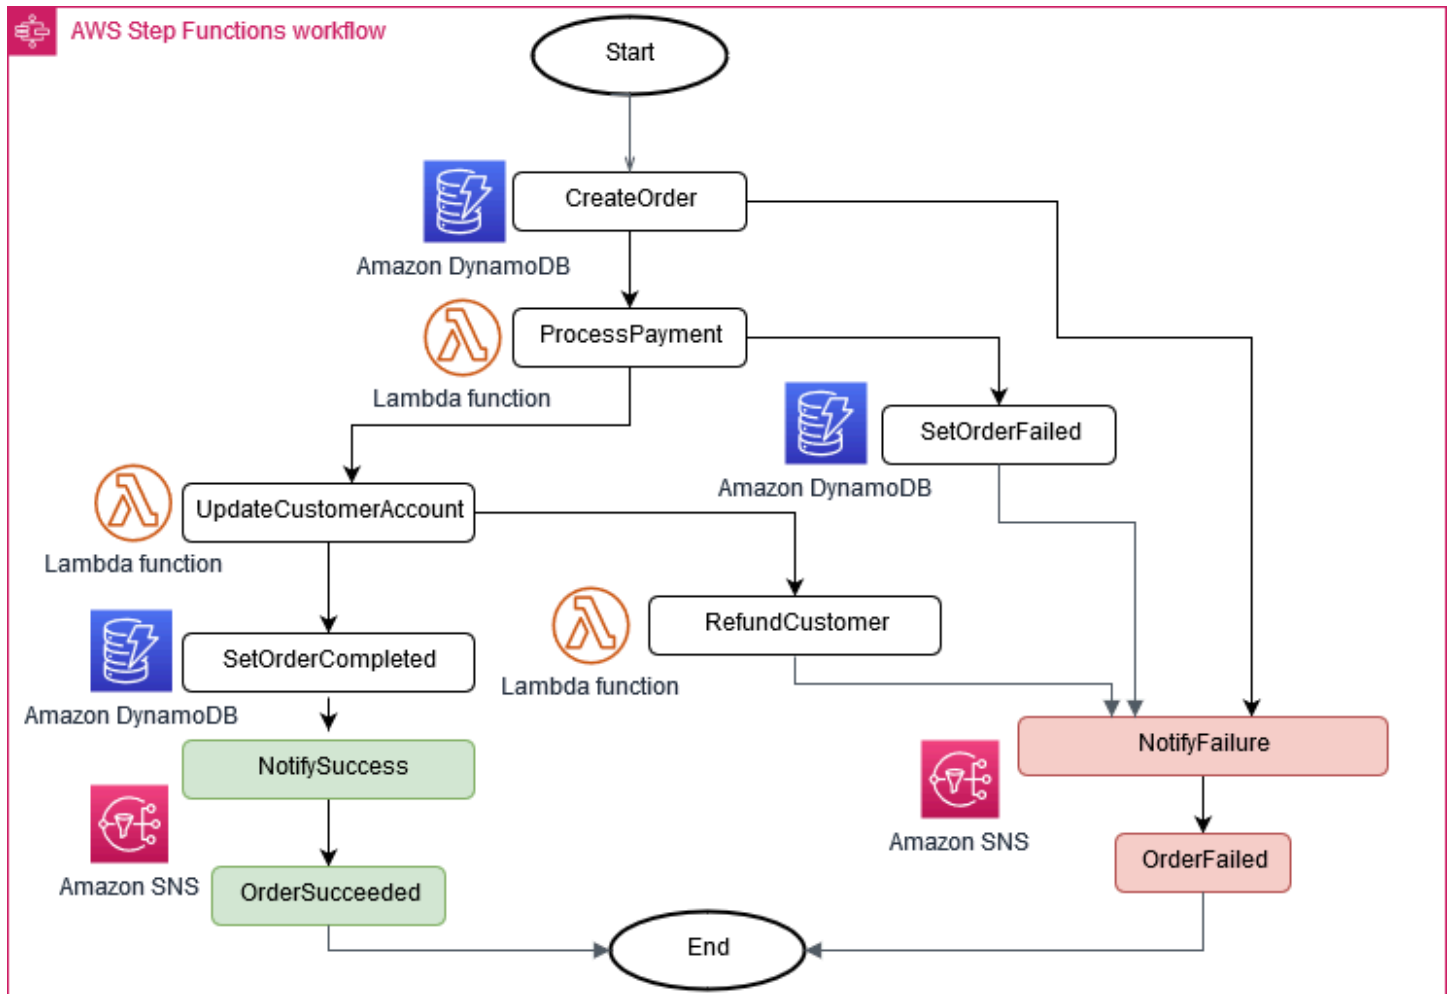 AWS Step Functions workflow
Start
CreateOrder
Amazon DynamoDB
ProcessPayment
Lambda function
SetOrderFailed
Amazon DynamoDB
UpdateCustomerAccount
Lambda function
RefundCustomer
Lambda function
SetOrderCompleted
Amazon DynamoDB
NotifyFailure
NotifySuccess
Amazon SNS
OrderFailed
Amazon SNS
OrderSucceeded
End